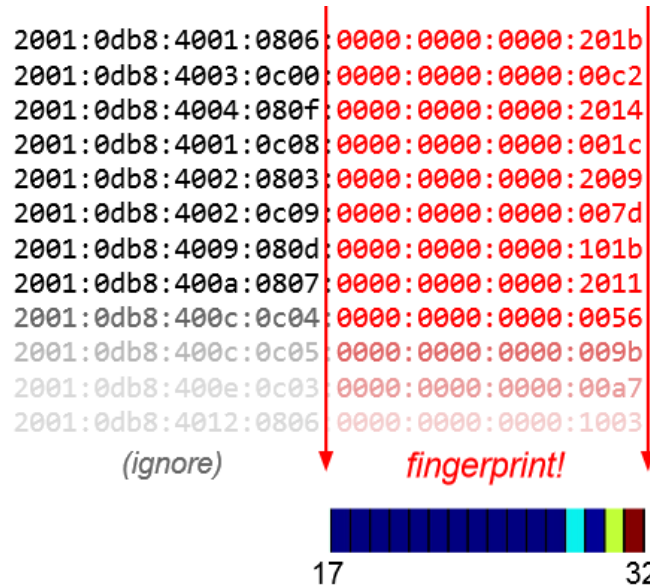 2001:0db8:4001:0806:0000:0000:0000:201b
2001:0db8:4003:0c00:0000:0000:0000:00c2
2001:0db8:4004:080f:0000:0000:0000:2014
2001:0db8:4001:0c08:0000:0000:0000:001c
2001:0db8:4002:0803:0000:0000:0000:2009
2001:0db8:4002:0c09:0000:0000:0000:007d
2001:0db8:4009:080d:0000:0000:0000:101b
2001:0db8:400a:0807:0000:0000:0000:2011
2001:0db8:400c:0c04:0000:0000:0000:0056
2001:0db8:400c:0c05:0000:0000:0000:009b
2001:0db8:400e:0c03:0000:0000:0000:00a7
2001:0db8:4012:0806:0000:0000:0000:1003
(ignore) fingerprint!
17 32